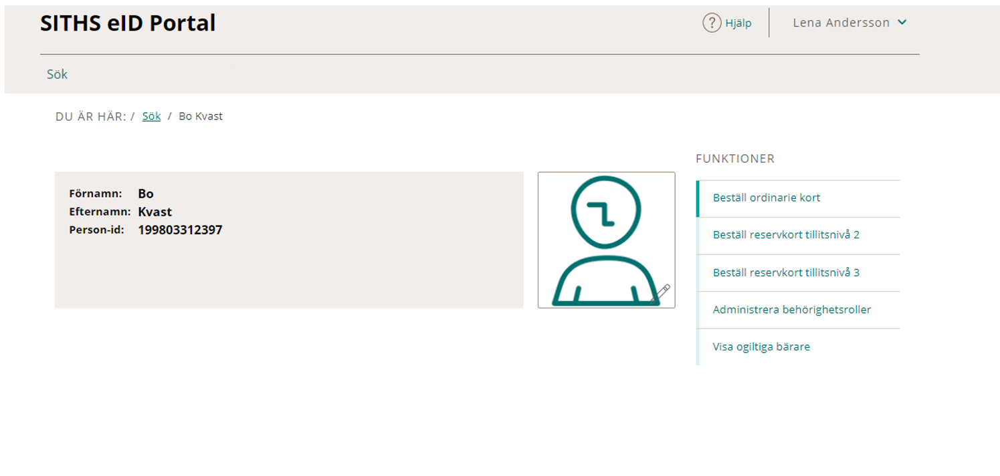 SITHS eID Portal
Hjälp
Lena Andersson
Sök
DU ÄR HÄR: / Sök / Bo Kvast
FUNKTIONER
Förnamn: Bo
Efternamn: Kvast
Person-id: 199803312397
Beställ ordinarie kort
Beställ reservkort tillitsnivå 2
Beställ reservkort tillitsnivå 3
Administrera behörighetsroller
Visa ogiltiga bärare